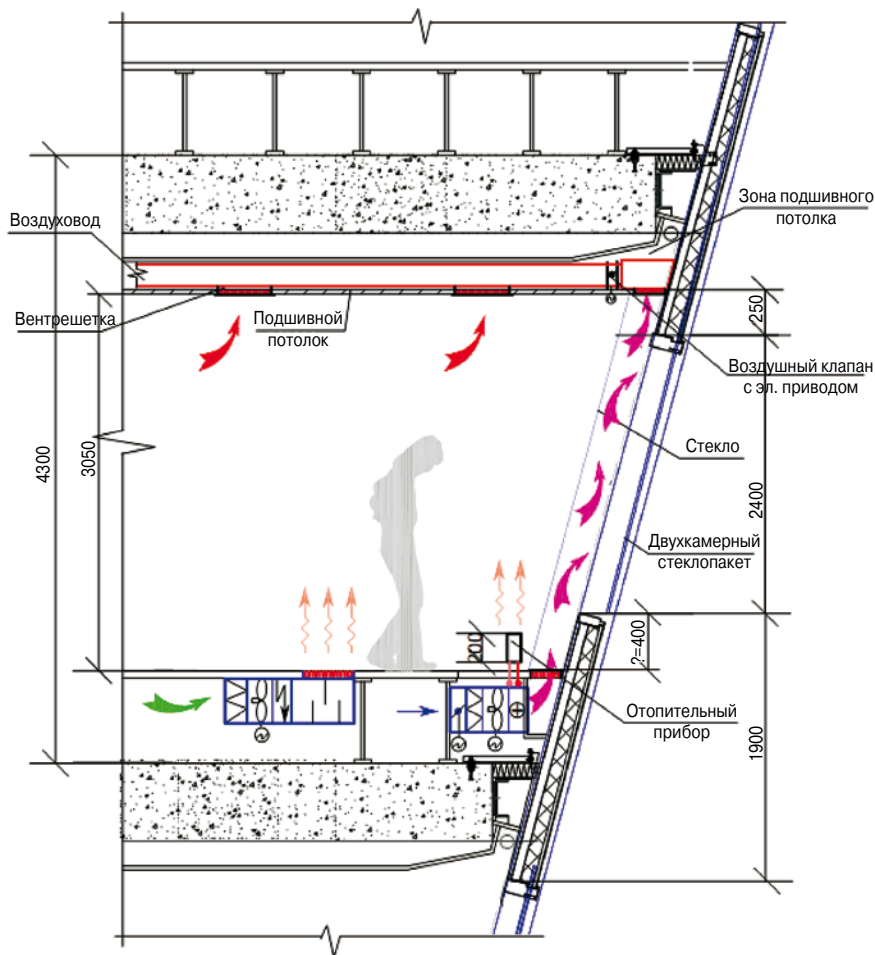 Зона подшивного
потолка
Воздуховод
Вентрешетка
Подшивной
потолок
250
Воздушный клапан
с эл. приводом
4300
3050
Стекло
2400
Двухкамерный
стеклопакет
200
?=400
Отопительный
прибор
1900